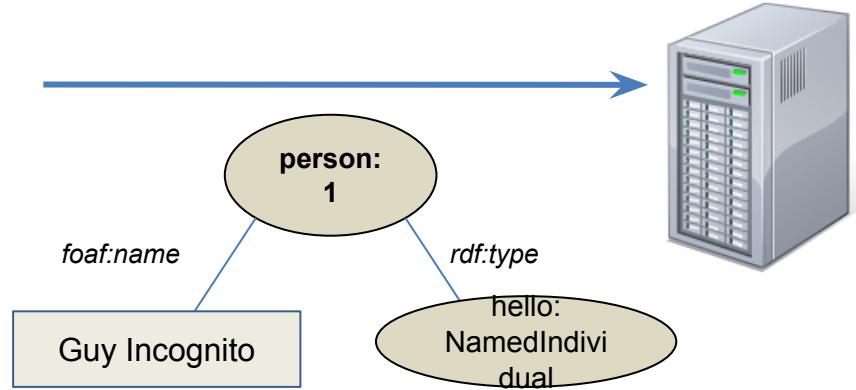 person:
1
foaf:name
rdf:type
Guy Incognito
hello:
NamedIndivi
dual